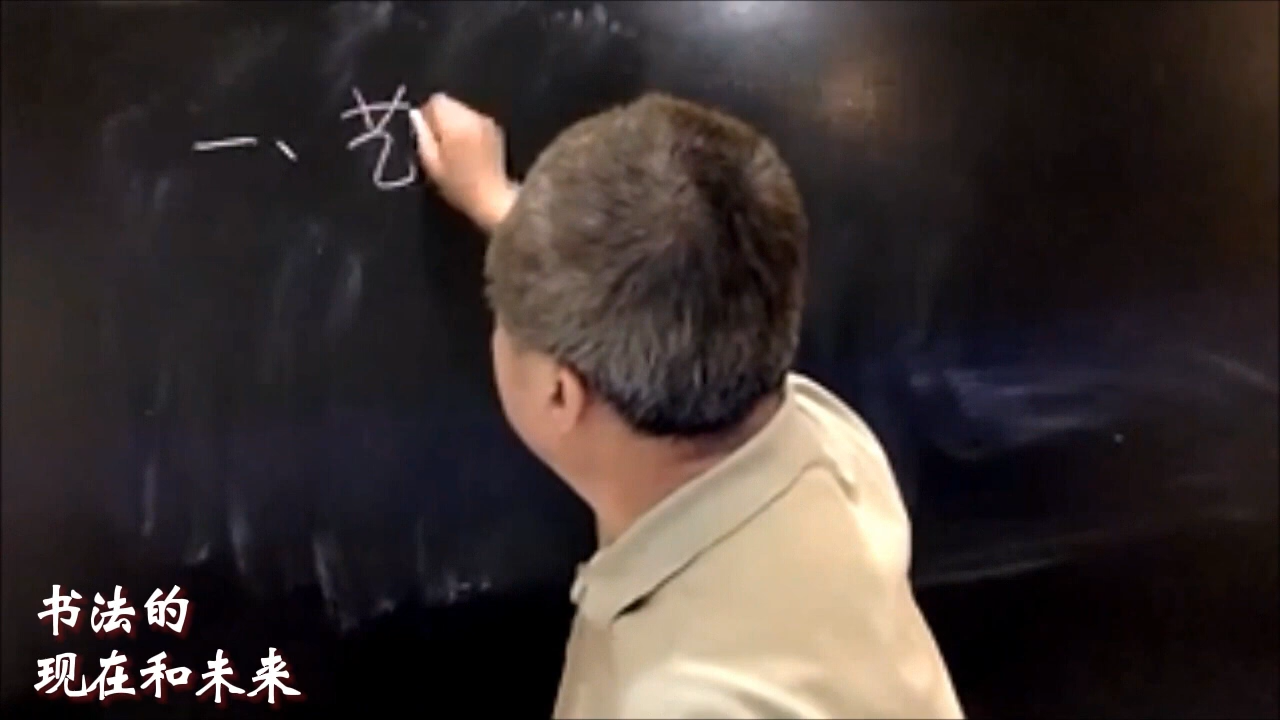 一、艺
书法的
现在和未来